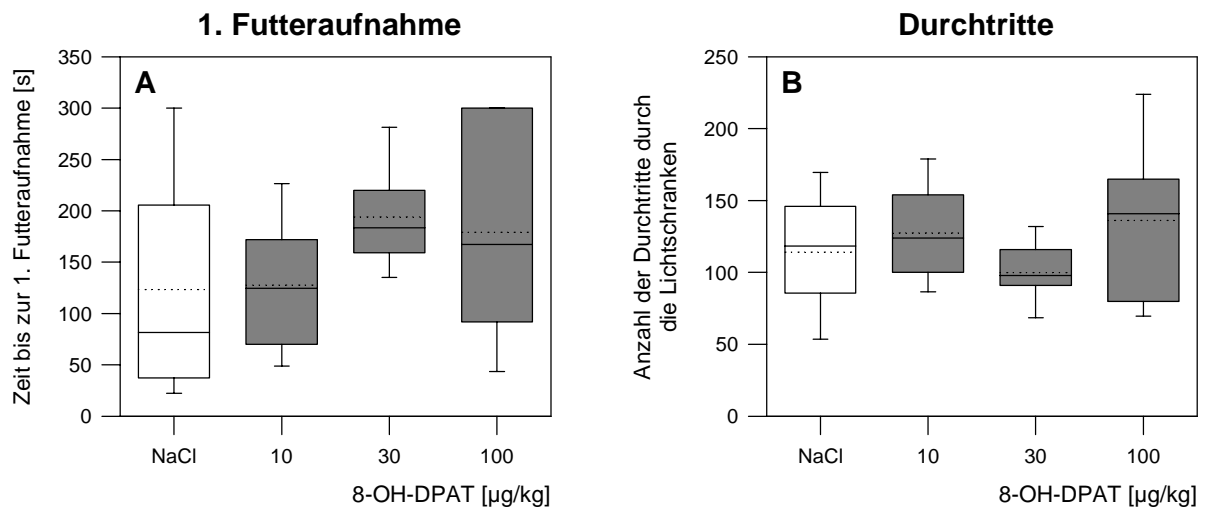 1. Futteraufnahme
A
Zeit bis zur 1. Futteraufnahme [s]
350
300
250
200
150
100
50
0
NaCl 10 30 100
8-OH-DPAT [µg/kg]
Durchtritte
B
Anzahl der Durchtritte durch
die Lichtschranken
250
200
150
100
50
0
NaCl 10 30 100
8-OH-DPAT [µg/kg]